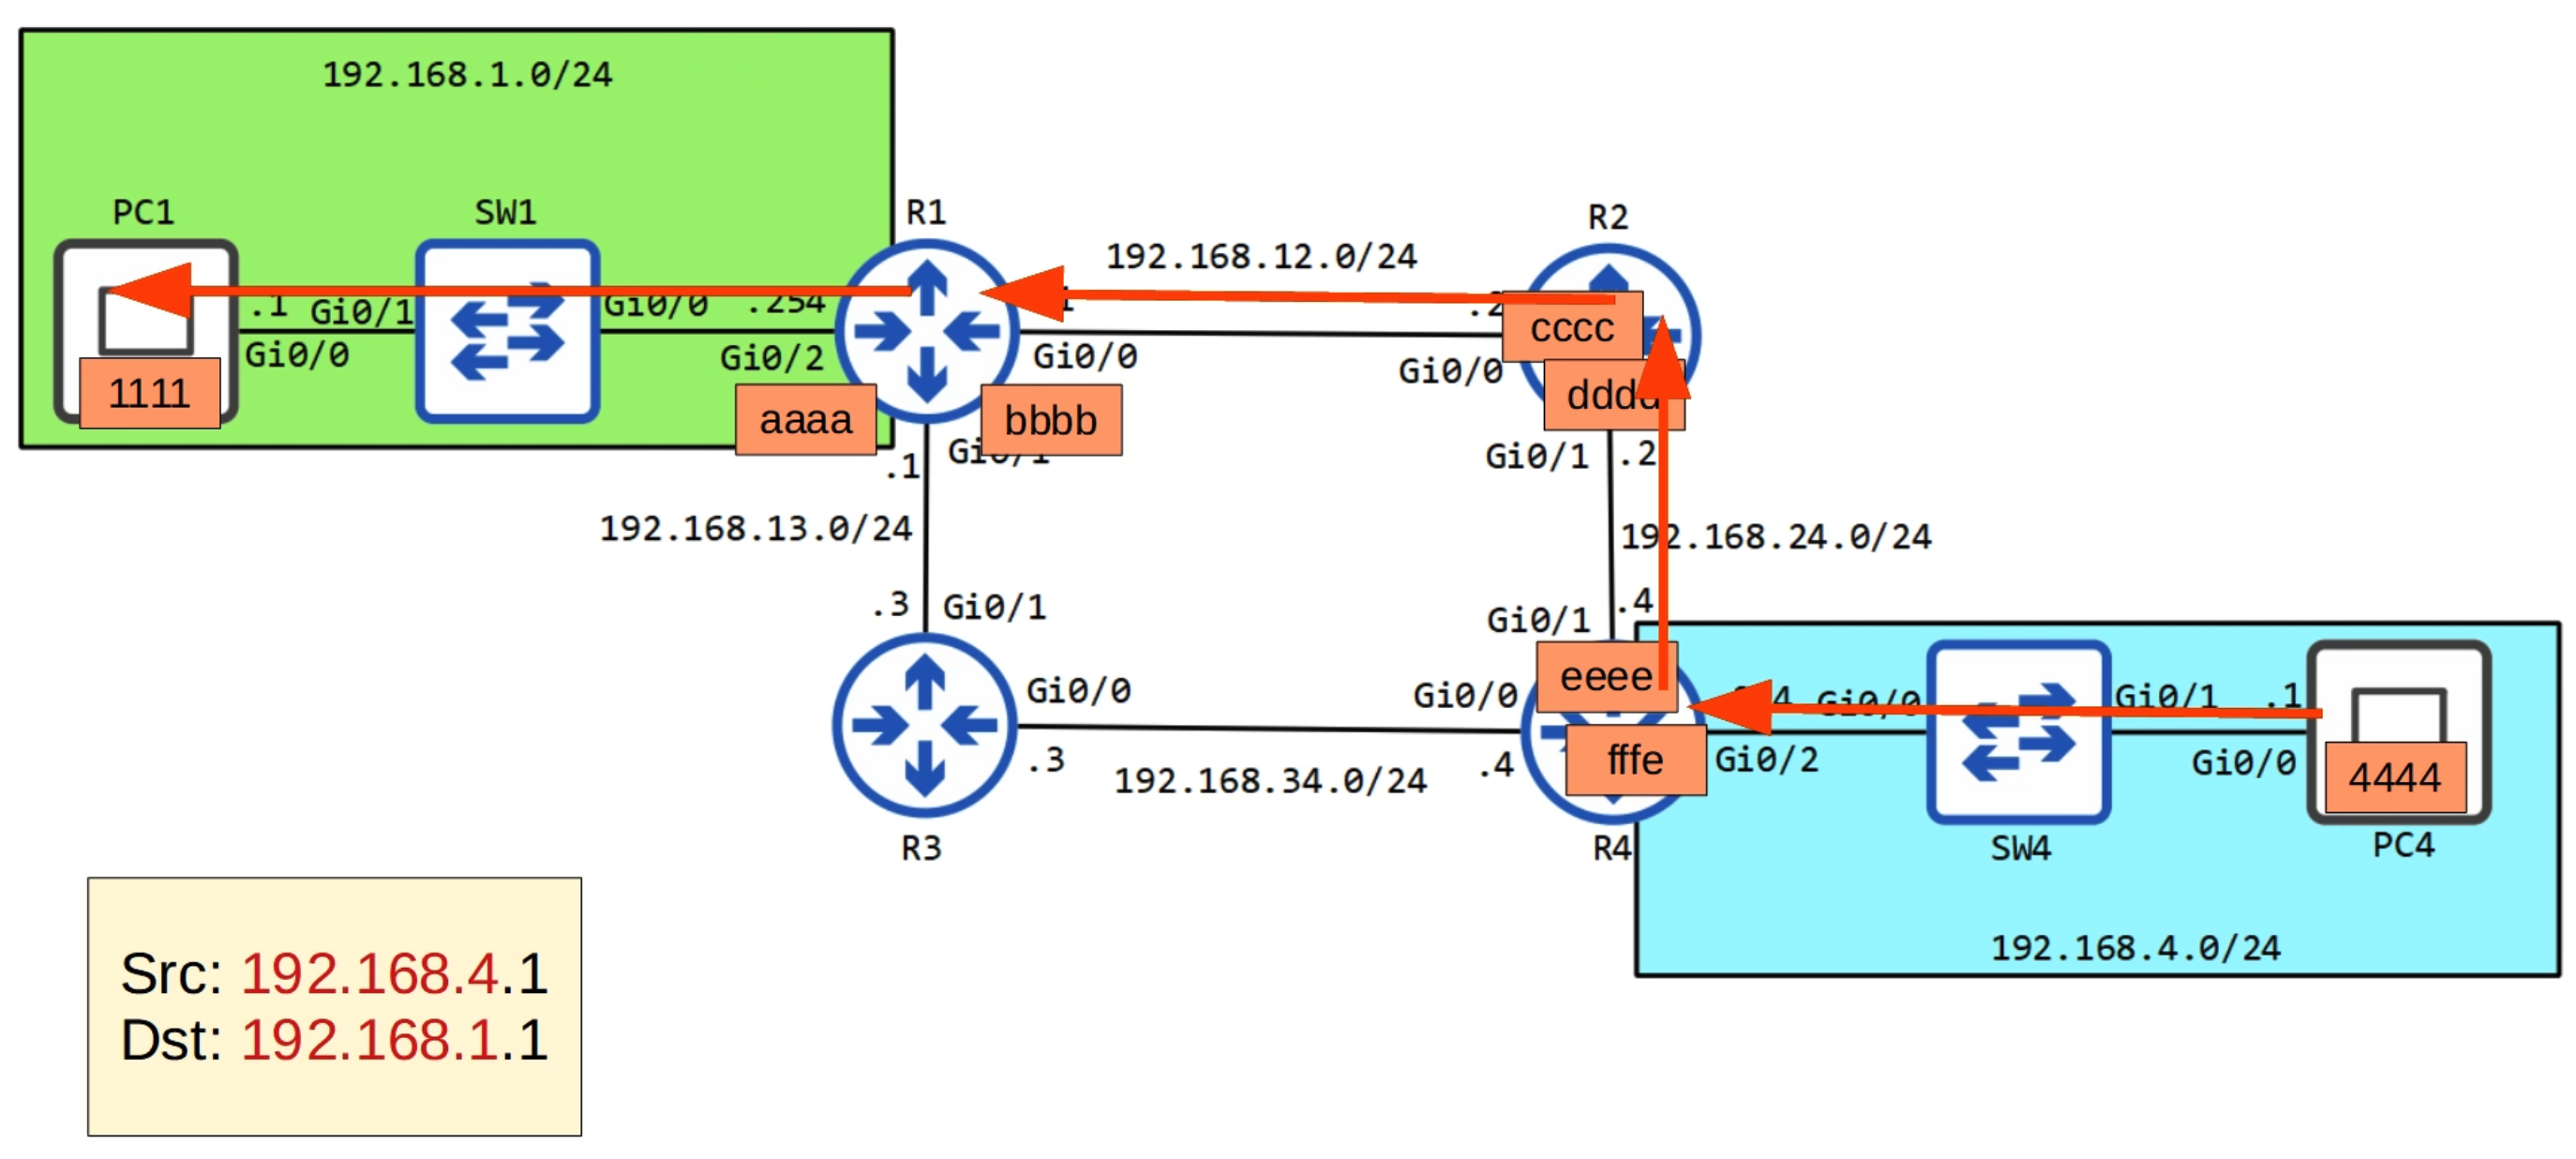 192.168.1.0/24
PC1
SW1
R1
R2
192.168.12.0/24
.1
Gi0/1
Gi0/0
.254
Gi0/0
Gi0/2
Gi0/0
Gi0/0
cccc
1111
aaaa
bbbb
.1
Gi0/1
Gi0/1
.2
192.168.13.0/24
192.168.24.0/24
.3
Gi0/1
Gi0/1
.4
Gi0/0
Gi0/0
eeee
Gi0/0
Gi0/1
.1
.3
192.168.34.0/24
.4
fffe
Gi0/2
Gi0/0
4444
R3
R4
SW4
PC4
192.168.4.0/24
Src: 192.168.4.1
Dst: 192.168.1.1